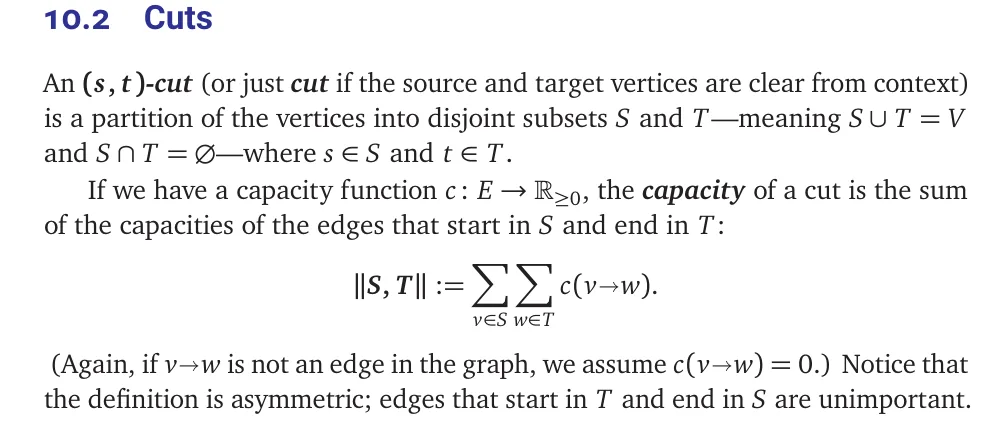 10.2 Cuts
An (s, t)-cut (or just cut if the source and target vertices are clear from context)
is a partition of the vertices into disjoint subsets S and T—meaning S ∪ T = V
and S ∩ T = ∅—where s ∈ S and t ∈ T.
If we have a capacity function c: E → ℝ≥0, the capacity of a cut is the sum
of the capacities of the edges that start in S and end in T:
‖S, T‖ := ∑v∈S ∑w∈T c(v→w).
(Again, if v→w is not an edge in the graph, we assume c(v→w) = 0.) Notice that
the definition is asymmetric; edges that start in T and end in S are unimportant.